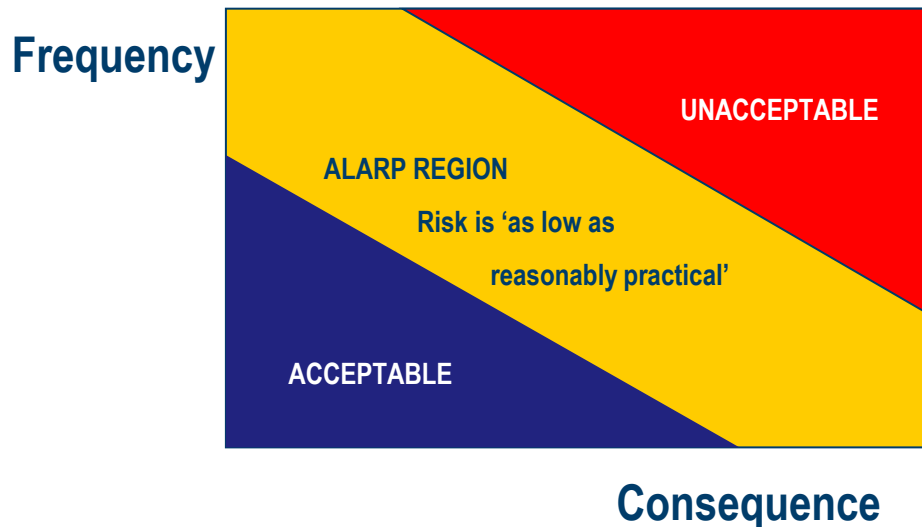 Frequency
UNACCEPTABLE
ALARP REGION
Risk is ‘as low as
reasonably practical’
ACCEPTABLE
Consequence